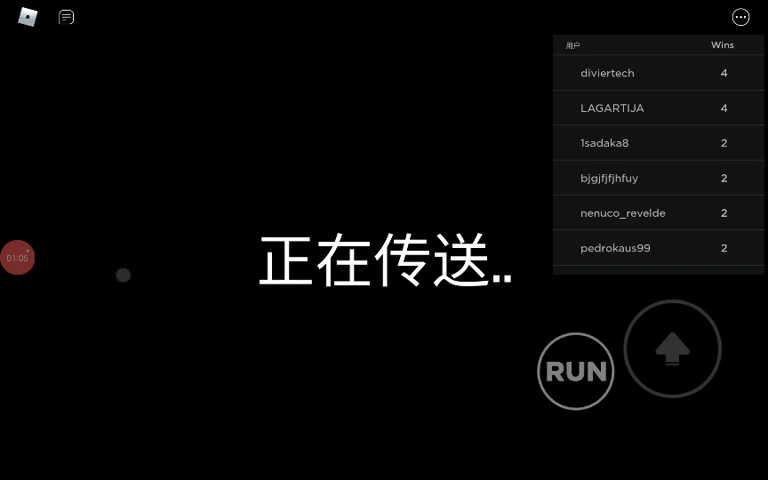 用户 Wins
diviertech 4
LAGARTIJA 4
1sadaka8 2
bjgjfjfjhfuy 2
nenuco_revelde 2
pedrokaus99 2
正在传送..
01:05
RUN